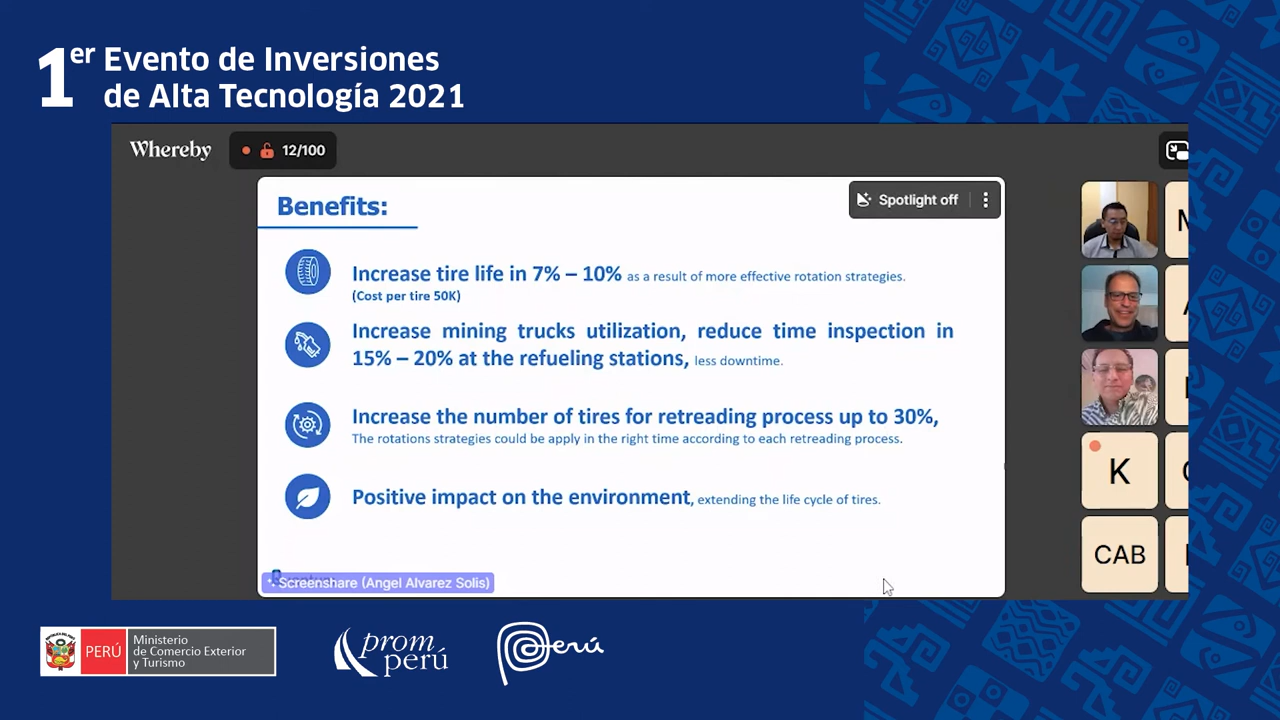 1er Evento de Inversiones
de Alta Tecnología 2021
Whereby
12/100
Benefits:
Spotlight off
Increase tire life in 7% – 10% as a result of more effective rotation strategies.
(Cost per tire 50K)
Increase mining trucks utilization, reduce time inspection in
15% – 20% at the refueling stations, less downtime.
Increase the number of tires for retreading process up to 30%,
The rotations strategies could be apply in the right time according to each retreading process.
Positive impact on the environment, extending the life cycle of tires.
Screenshare (Angel Alvarez Solis)
K
CAB
PERÚ
Ministerio
de Comercio Exterior
y Turismo
prom
perú
Perú